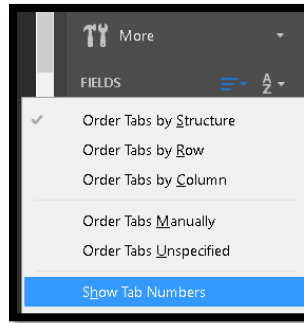 More
FIELDS
A
Z
Order Tabs by Structure
Order Tabs by Row
Order Tabs by Column
Order Tabs Manually
Order Tabs Unspecified
Show Tab Numbers